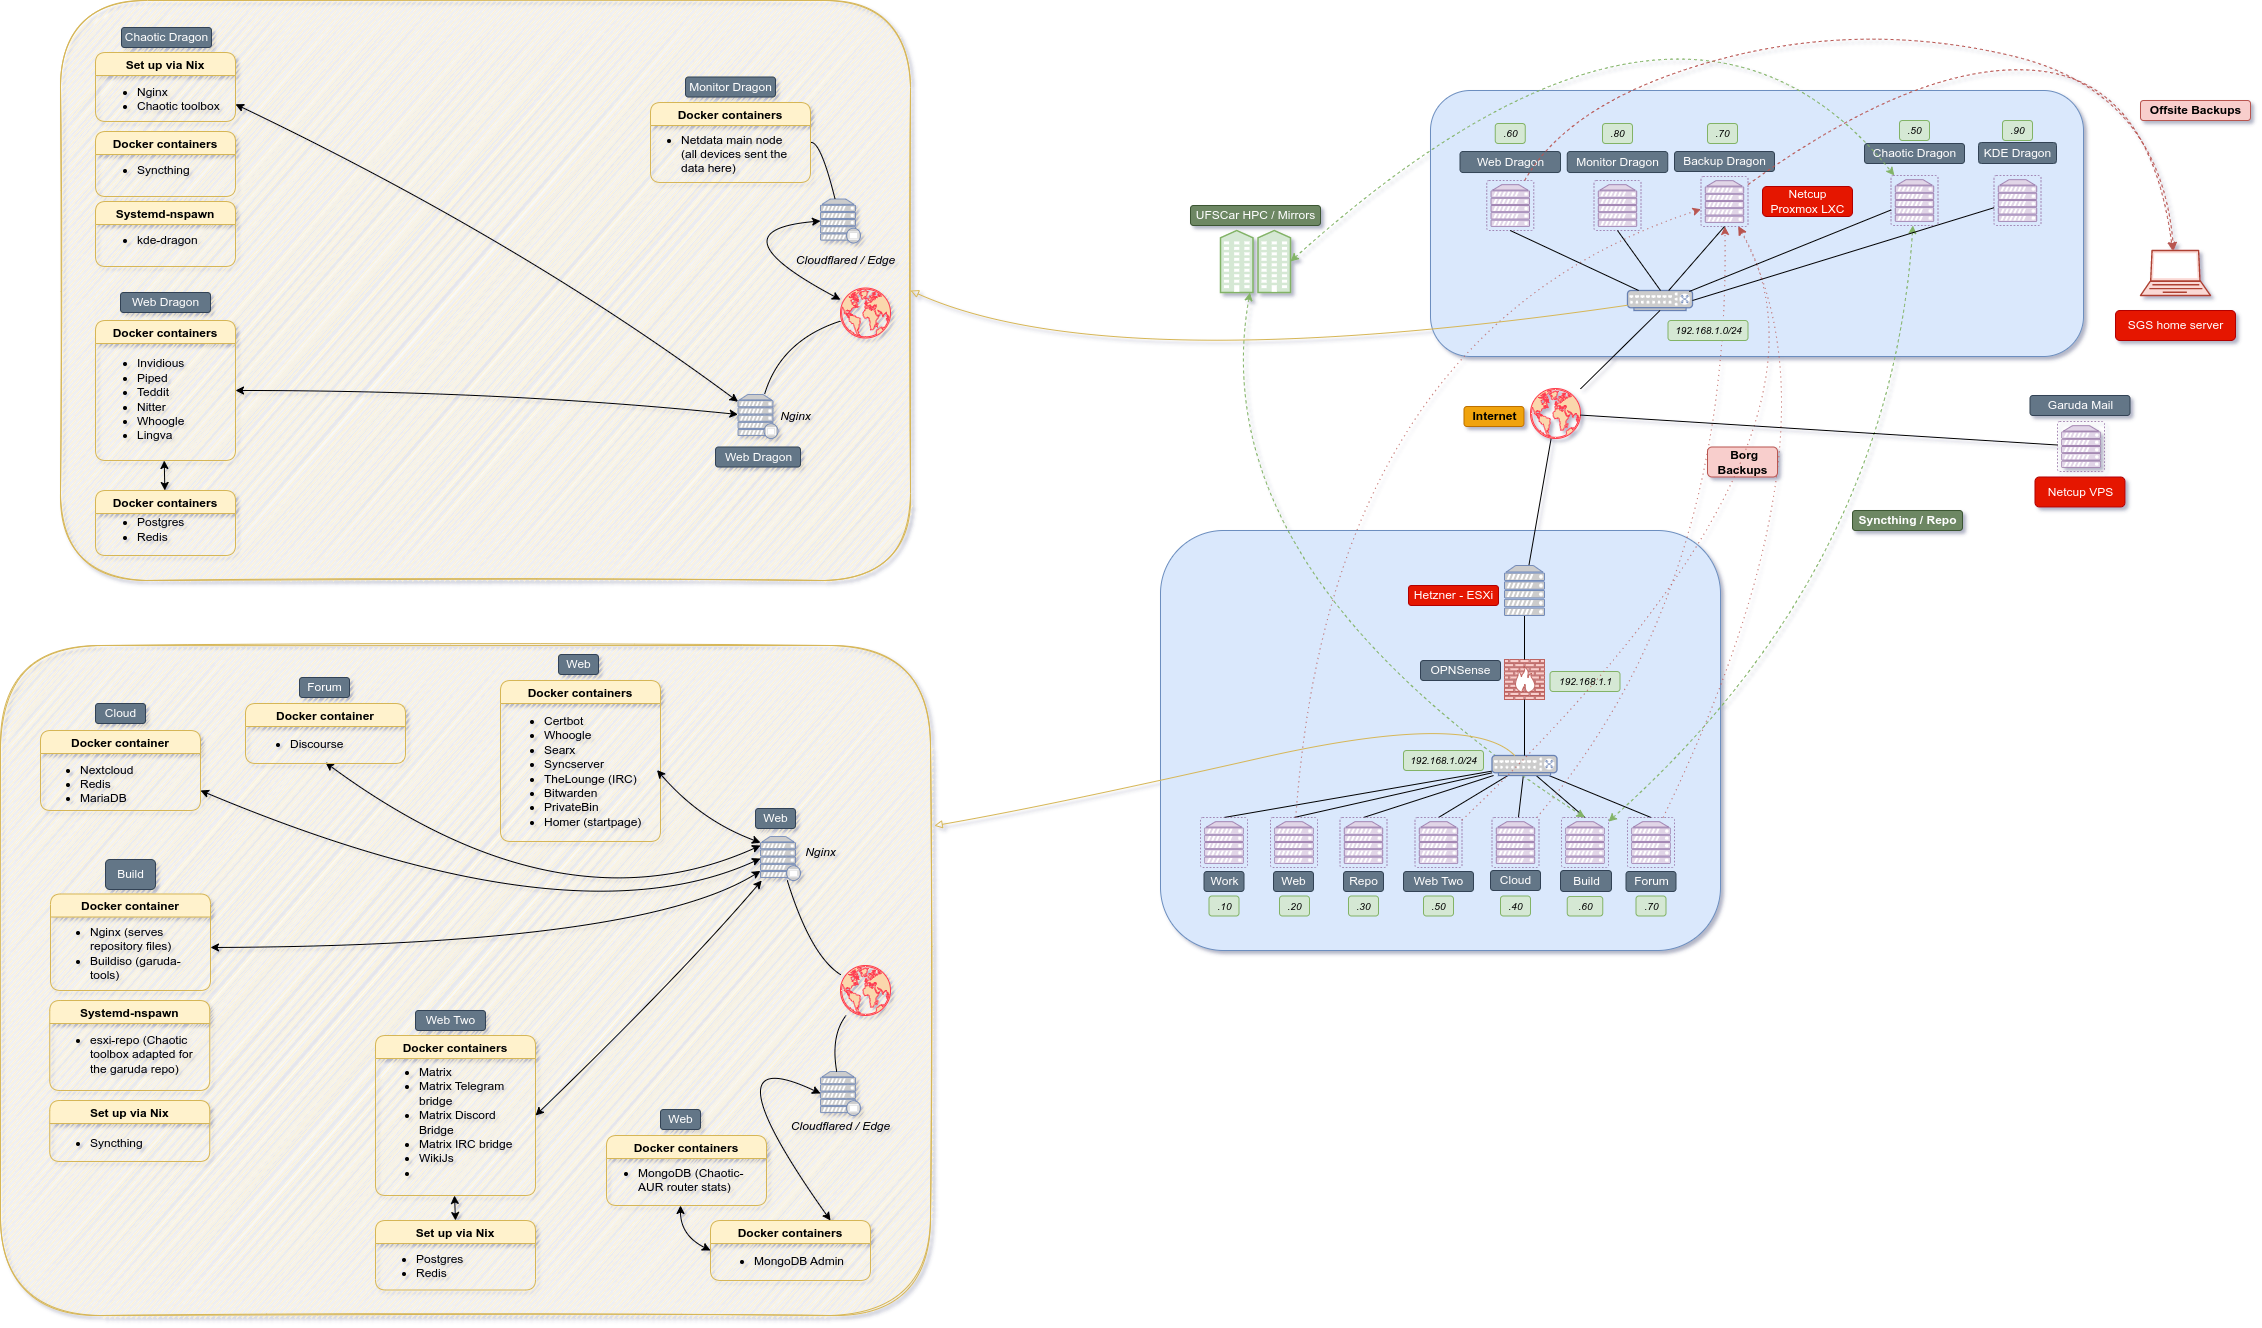 Chaotic Dragon
Set up via Nix
Nginx
Chaotic toolbox
Docker containers
Syncthing
Systemd-nspawn
kde-dragon
Web Dragon
Docker containers
Invidious
Piped
Teddit
Nitter
Whoogle
Lingva
Docker containers
Postgres
Redis
Monitor Dragon
Docker containers
Netdata main node
(all devices sent the
data here)
Cloudflared / Edge
Nginx
Web Dragon
UFSCar HPC / Mirrors
.60
.80
.70
.50
.90
Web Dragon
Monitor Dragon
Backup Dragon
Chaotic Dragon
KDE Dragon
Netcup
Proxmox LXC
192.168.1.0/24
Offsite Backups
SGS home server
Internet
Garuda Mail
Netcup VPS
Borg
Backups
Syncthing / Repo
Hetzner - ESXi
OPNSense
192.168.1.1
192.168.1.0/24
Work
Web
Repo
Web Two
Cloud
Build
Forum
.10
.20
.30
.50
.40
.60
.70
Cloud
Docker container
Nextcloud
Redis
MariaDB
Forum
Docker container
Discourse
Web
Docker containers
Certbot
Whoogle
Searx
Syncserver
TheLounge (IRC)
Bitwarden
PrivateBin
Homer (startpage)
Web
Nginx
Build
Docker container
Nginx (serves
repository files)
Buildiso (garuda-
tools)
Systemd-nspawn
esxi-repo (Chaotic
toolbox adapted for
the garuda repo)
Set up via Nix
Syncthing
Web Two
Docker containers
Matrix
Matrix Telegram
bridge
Matrix Discord
Bridge
Matrix IRC bridge
WikiJs
Set up via Nix
Postgres
Redis
Cloudflared / Edge
Web
Docker containers
MongoDB (Chaotic-
AUR router stats)
Docker containers
MongoDB Admin